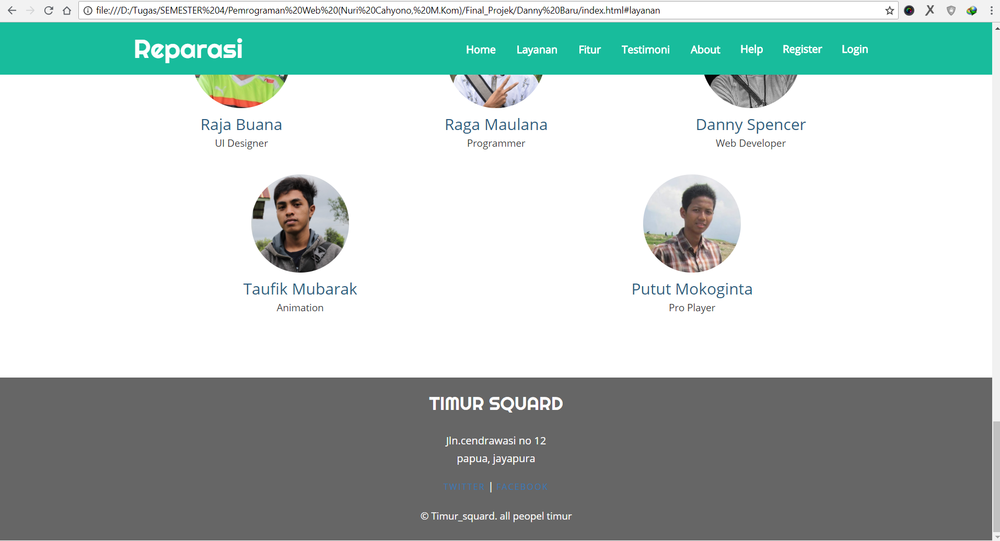 file:///D:/Tugas/SEMESTER%204/Pemrograman%20Web%20(Nuri%20Cahyono,%20M.Kom)/Final_Projek/Danny%20Baru/index.html#layanan
Reparasi Home Layanan Fitur Testimoni About Help Register Login
Raja Buana Raga Maulana Danny Spencer
UI Designer Programmer Web Developer
Taufik Mubarak Putut Mokoginta
Animation Pro Player
TIMUR SQUARD
Jln.cendrawasi no 12
papua, jayapura
TWITTER | FACEBOOK
© Timur_squard. all peopel timur